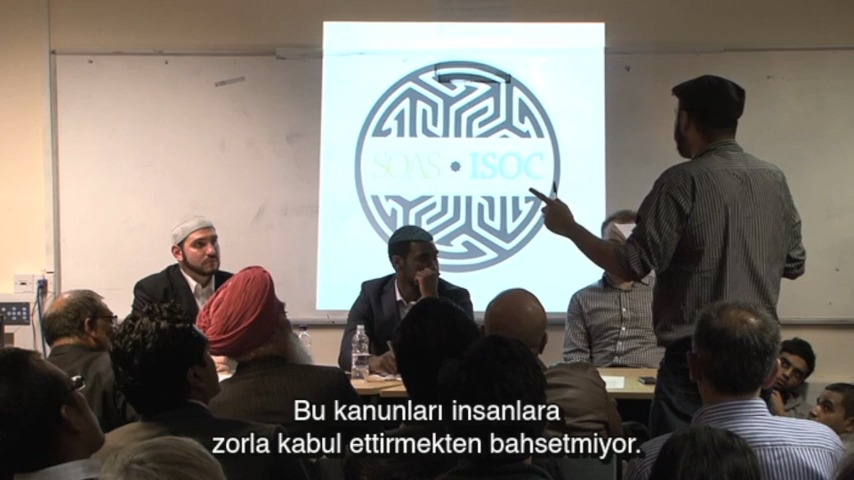 SOAS ISOC
Bu kanunları insanlara
zorla kabul ettirmekten bahsetmiyor.